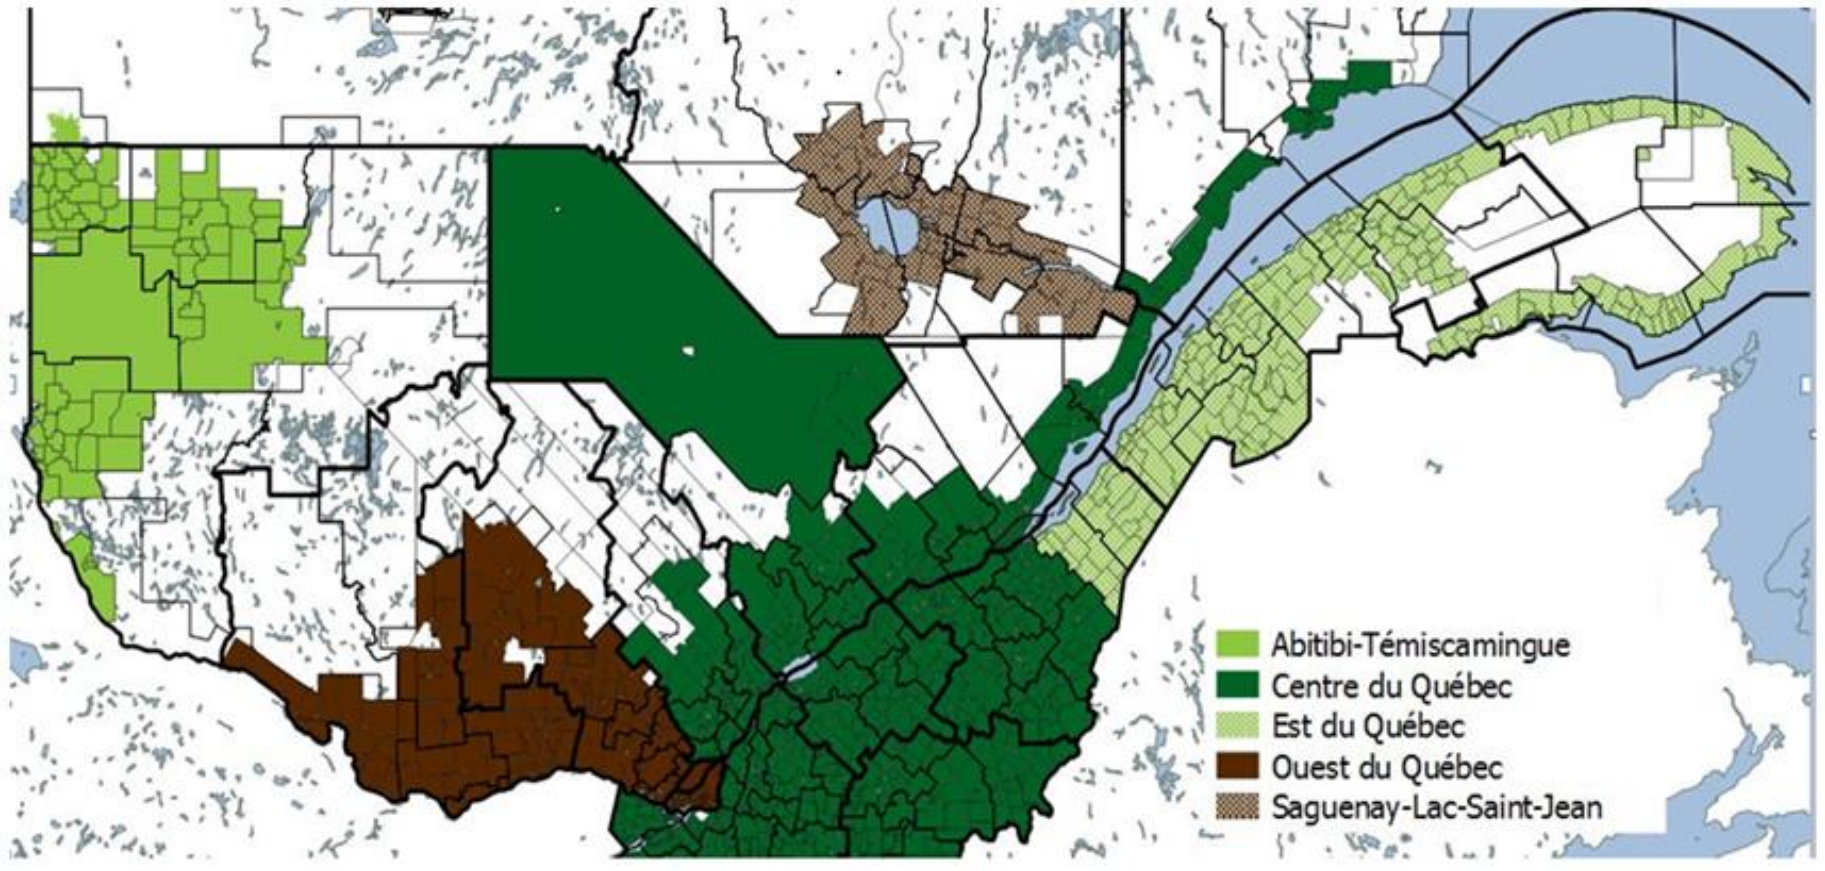 Abitibi-Témiscamingue
Centre du Québec
Est du Québec
Ouest du Québec
Saguenay-Lac-Saint-Jean